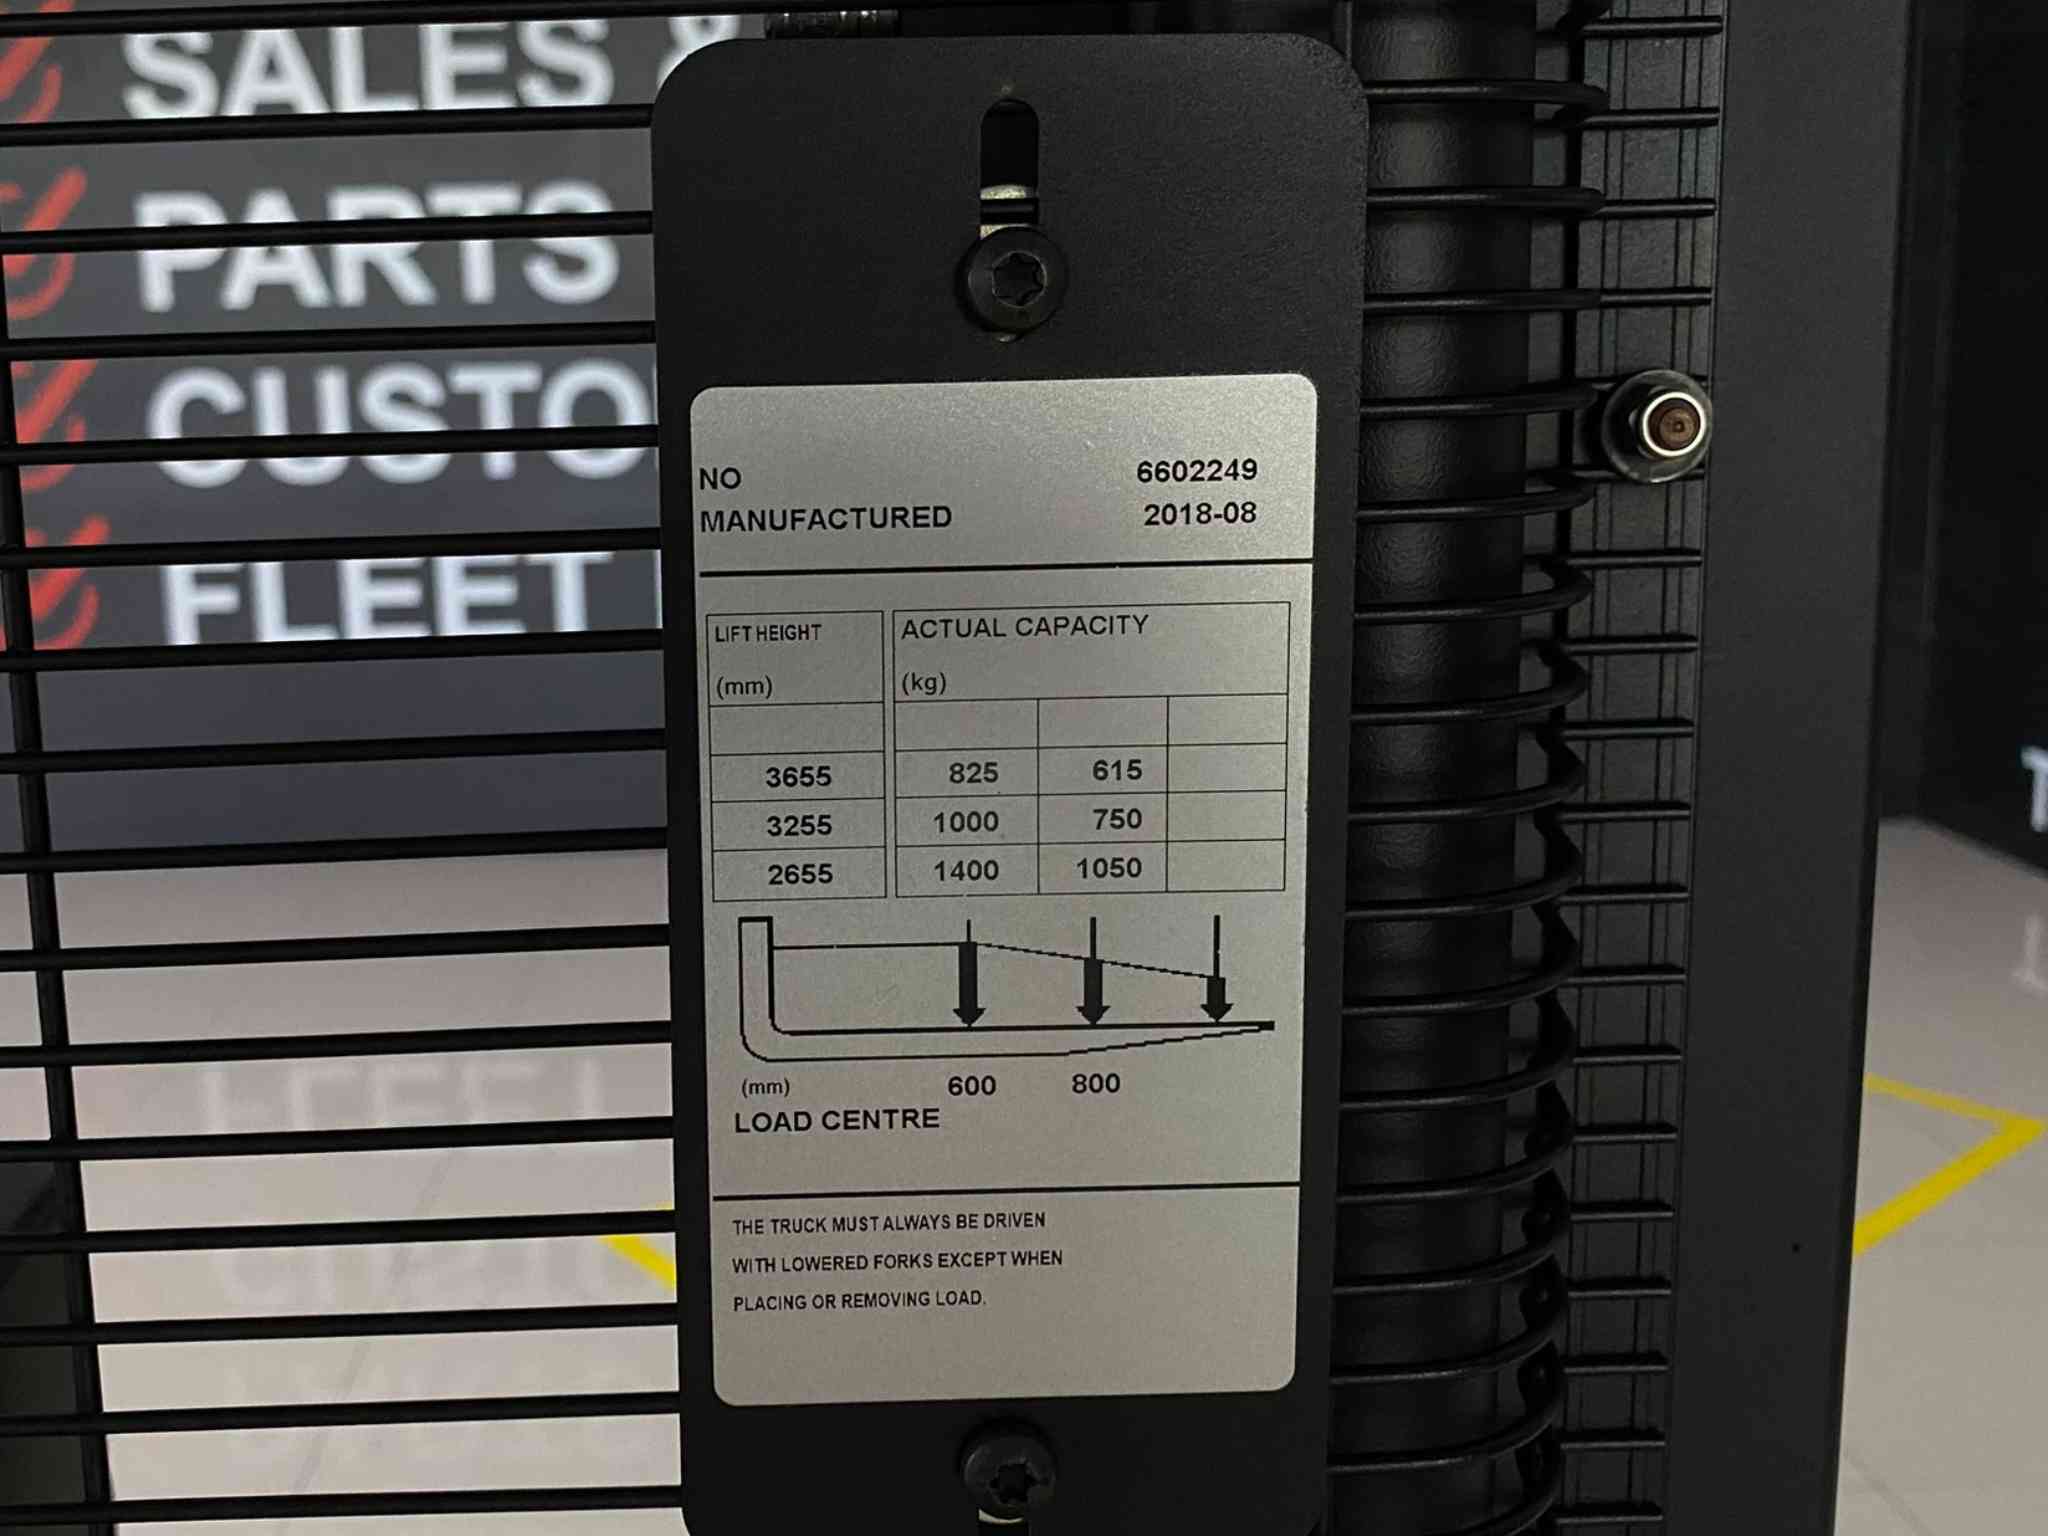 SALES &
PARTS
CUSTO
FLEET
NO 6602249
MANUFACTURED 2018-08
LIFT HEIGHT ACTUAL CAPACITY
(mm) (kg)
3655 825 615
3255 1000 750
2655 1400 1050
(mm) 600 800
LOAD CENTRE
THE TRUCK MUST ALWAYS BE DRIVEN
WITH LOWERED FORKS EXCEPT WHEN
PLACING OR REMOVING LOAD.